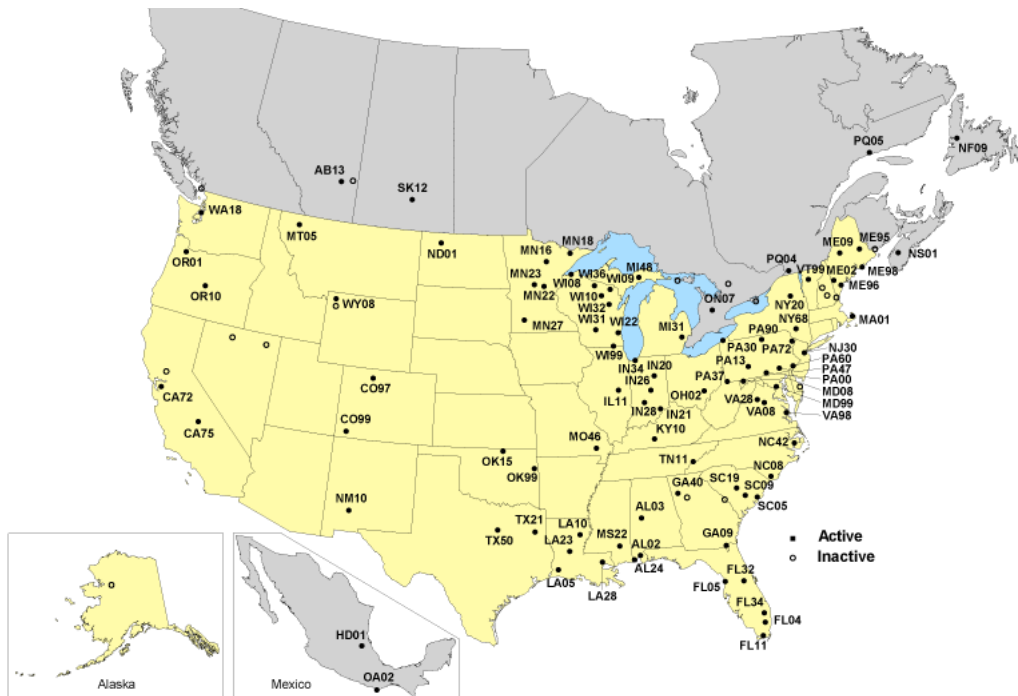 PQ05
NF09
AB13
SK12
WA18
MT05
ND01
MN18
MN16
ME09
ME95
NS01
OR01
PQ04
VT99
ME02
ME98
ME96
MN23
WI36
MI48
WI09
WI08
MN22
WI10
WI32
WI31
ON07
OR10
WY08
NY20
NY68
MA01
MN27
WI22
MI31
PA90
WI99
PA30
PA72
NJ30
PA13
PA60
PA47
PA00
IN34
IN20
IN26
PA37
MD08
MD99
VA98
CO97
CA72
IL11
OH02
VA28
VA08
IN28
IN21
CA75
CO99
KY10
MO46
NC42
OK15
TN11
OK99
NC08
SC19
SC09
GA40
SC05
NM10
TX21
LA10
AL03
TX50
LA23
MS22
GA09
Active
AL02
Inactive
AL24
LA05
FL32
FL05
LA28
FL34
FL04
FL11
HD01
OA02
Alaska
Mexico